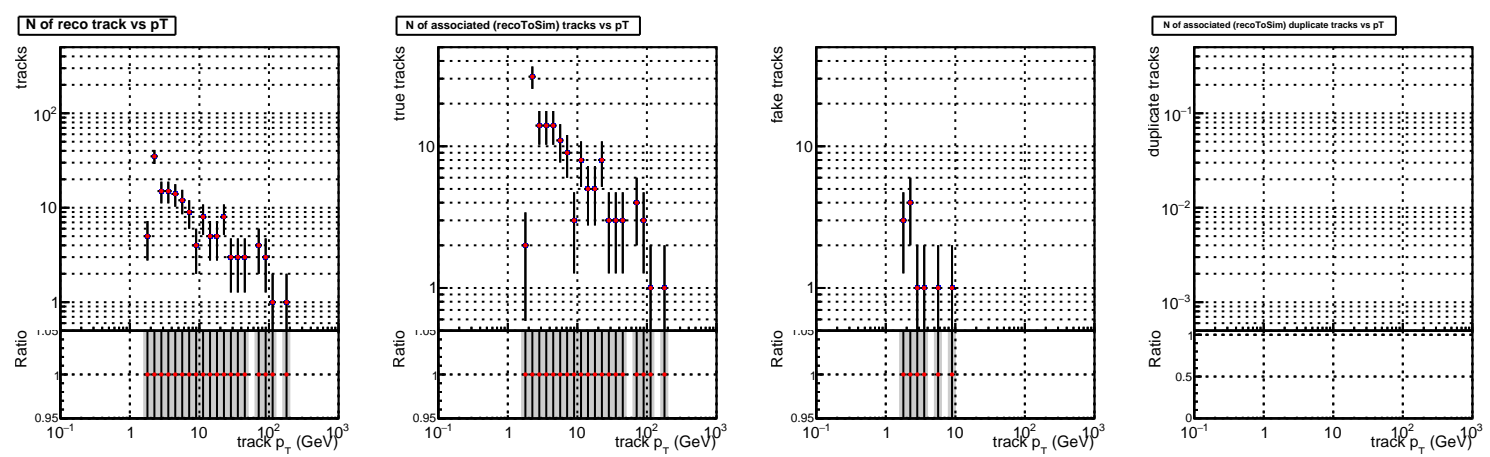 N of reco track vs pT
tracks
10²
10
1
Ratio
1.05
1
0.95
10⁻¹ 1 10 10² 10³
track p_T (GeV)
N of associated (recoToSim) tracks vs pT
true tracks
10
1
Ratio
1.05
1
0.95
10⁻¹ 1 10 10² 10³
track p_T (GeV)
fake tracks
10
1
Ratio
1.05
1
0.95
10⁻¹ 1 10 10² 10³
track p_T (GeV)
N of associated (recoToSim) duplicate tracks vs pT
duplicate tracks
10⁻¹
10⁻²
10⁻³
Ratio
1
0.5
0
10⁻¹ 1 10 10² 10³
track p_T (GeV)